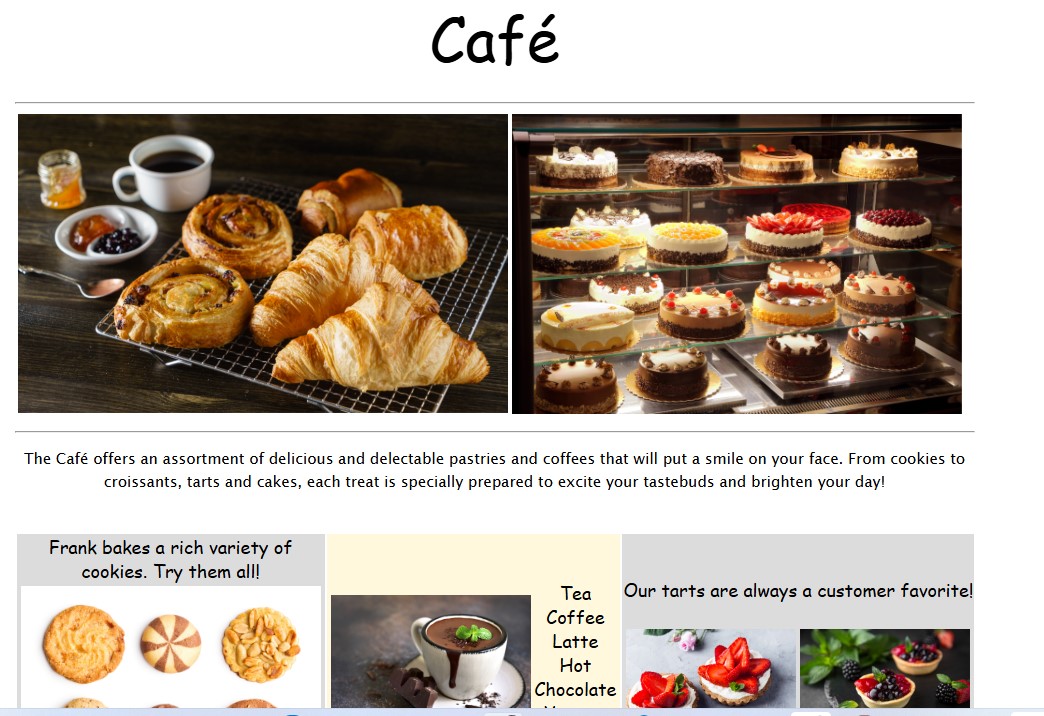 Café
The Café offers an assortment of delicious and delectable pastries and coffees that will put a smile on your face. From cookies to
croissants, tarts and cakes, each treat is specially prepared to excite your tastebuds and brighten your day!
Frank bakes a rich variety of
cookies. Try them all!
Tea
Coffee
Latte
Hot
Chocolate
Our tarts are always a customer favorite!